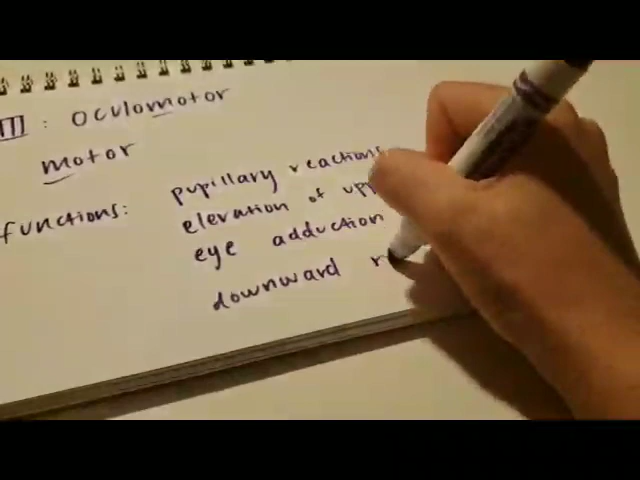 III : Oculomotor
motor
functions: pupillary reactions
elevation of
eye adduction
downward